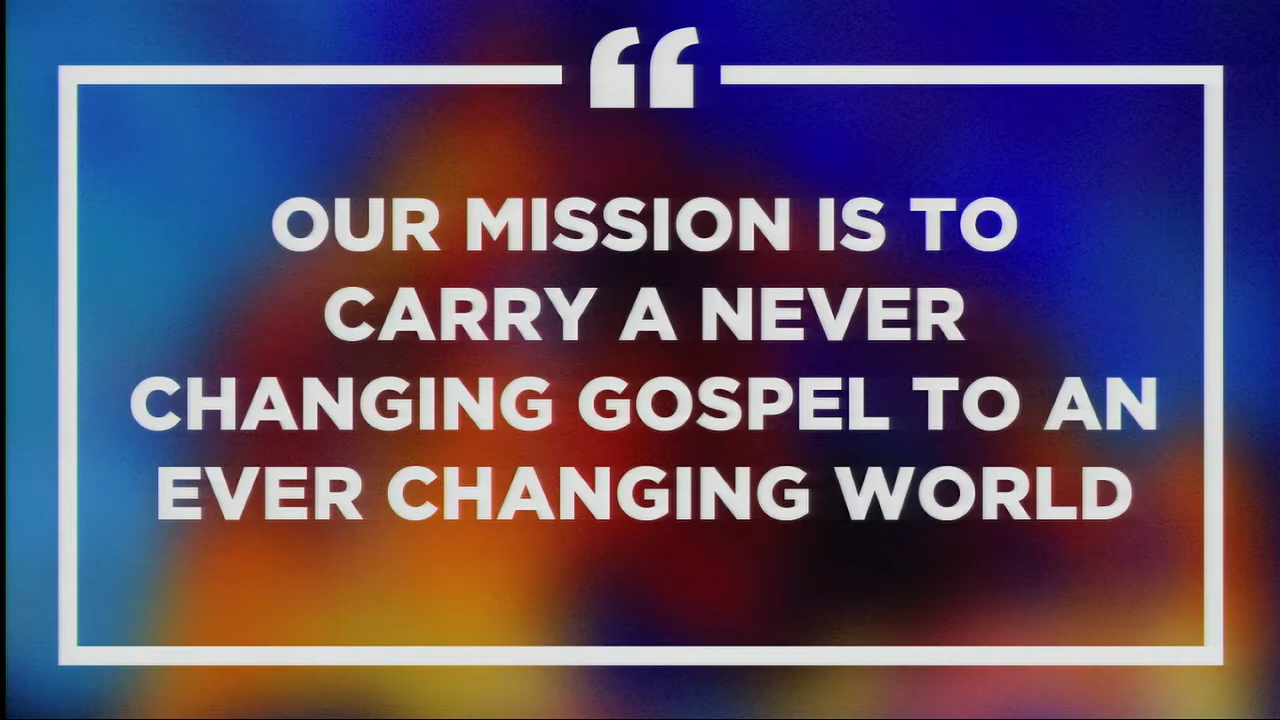 “
OUR MISSION IS TO
CARRY A NEVER
CHANGING GOSPEL TO AN
EVER CHANGING WORLD